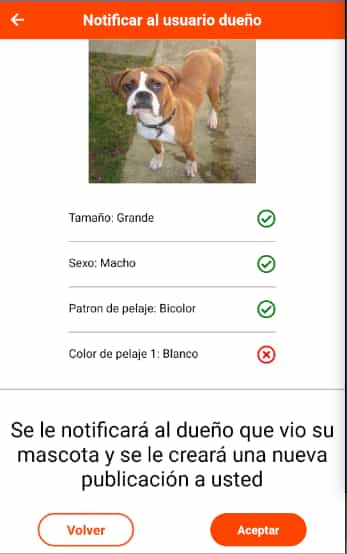 Notificar al usuario dueño
Tamaño: Grande
Sexo: Macho
Patron de pelaje: Bicolor
Color de pelaje 1: Blanco
Se le notificará al dueño que vio su
mascota y se le creará una nueva
publicación a usted
Volver
Aceptar